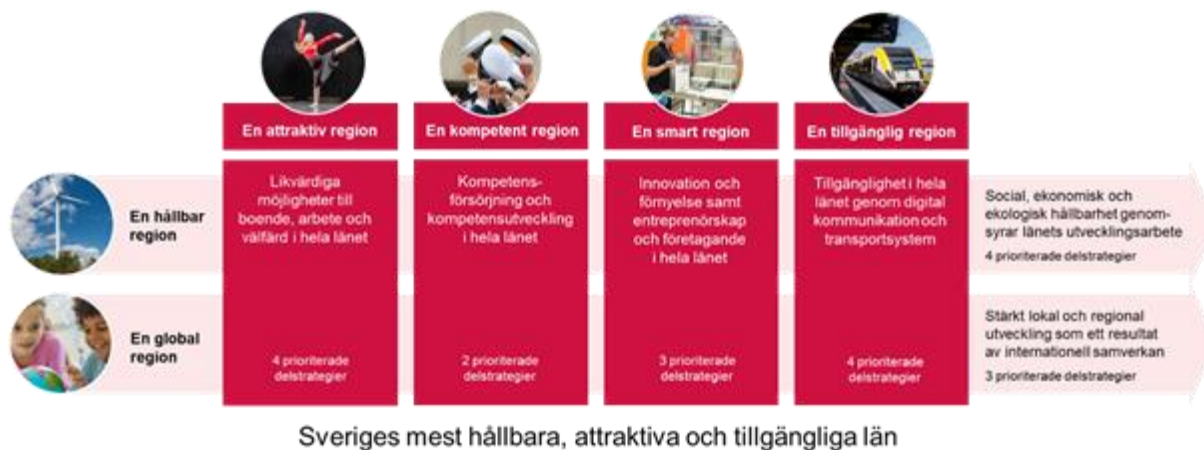 En attraktiv region
En kompetent region
En smart region
En tillgänglig region
Likvärdiga
möjligheter till
boende, arbete och
välfärd i hela länet
4 prioriterade
delstrategier
Kompetens-
försörjning och
kompetensutveckling
i hela länet
2 prioriterade
delstrategier
Innovation och
förnyelse samt
entreprenörskap
och företagande
i hela länet
3 prioriterade
delstrategier
Tillgänglighet i hela
länet genom digital
kommunikation och
transportsystem
4 prioriterade
delstrategier
En hållbar
region
Social, ekonomisk och
ekologisk hållbarhet genom-
syrar länets utvecklingsarbete
4 prioriterade delstrategier
En global
region
Stärkt lokal och regional
utveckling som ett resultat
av internationell samverkan
3 prioriterade delstrategier
Sveriges mest hållbara, attraktiva och tillgängliga län